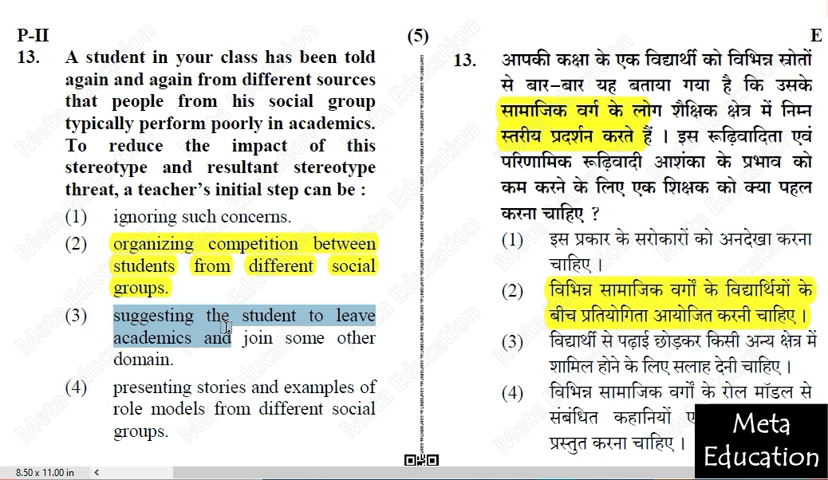 P-II
(5)
E
13. A student in your class has been told
again and again from different sources
that people from his social group
typically perform poorly in academics.
To reduce the impact of this
stereotype and resultant stereotype
threat, a teacher's initial step can be :
(1) ignoring such concerns.
(2) organizing competition between
students from different social
groups.
(3) suggesting the student to leave
academics and join some other
domain.
(4) presenting stories and examples of
role models from different social
groups.
13. आपकी कक्षा के एक विद्यार्थी को विभिन्न स्रोतों
से बार-बार यह बताया गया है कि उसके
सामाजिक वर्ग के लोग शैक्षिक क्षेत्र में निम्न
स्तरीय प्रदर्शन करते हैं । इस रूढ़िवादिता एवं
परिणामिक रूढ़िवादी आशंका के प्रभाव को
कम करने के लिए एक शिक्षक को क्या पहल
करना चाहिए ?
(1) इस प्रकार के सरोकारों को अनदेखा करना
चाहिए ।
(2) विभिन्न सामाजिक वर्गों के विद्यार्थियों के
बीच प्रतियोगिता आयोजित करनी चाहिए ।
(3) विद्यार्थी से पढ़ाई छोड़कर किसी अन्य क्षेत्र में
शामिल होने के लिए सलाह देनी चाहिए ।
(4) विभिन्न सामाजिक वर्गों के रोल मॉडल से
संबंधित कहानियों
प्रस्तुत करना चाहिए ।
Meta
Education
8.50 x 11.00 in